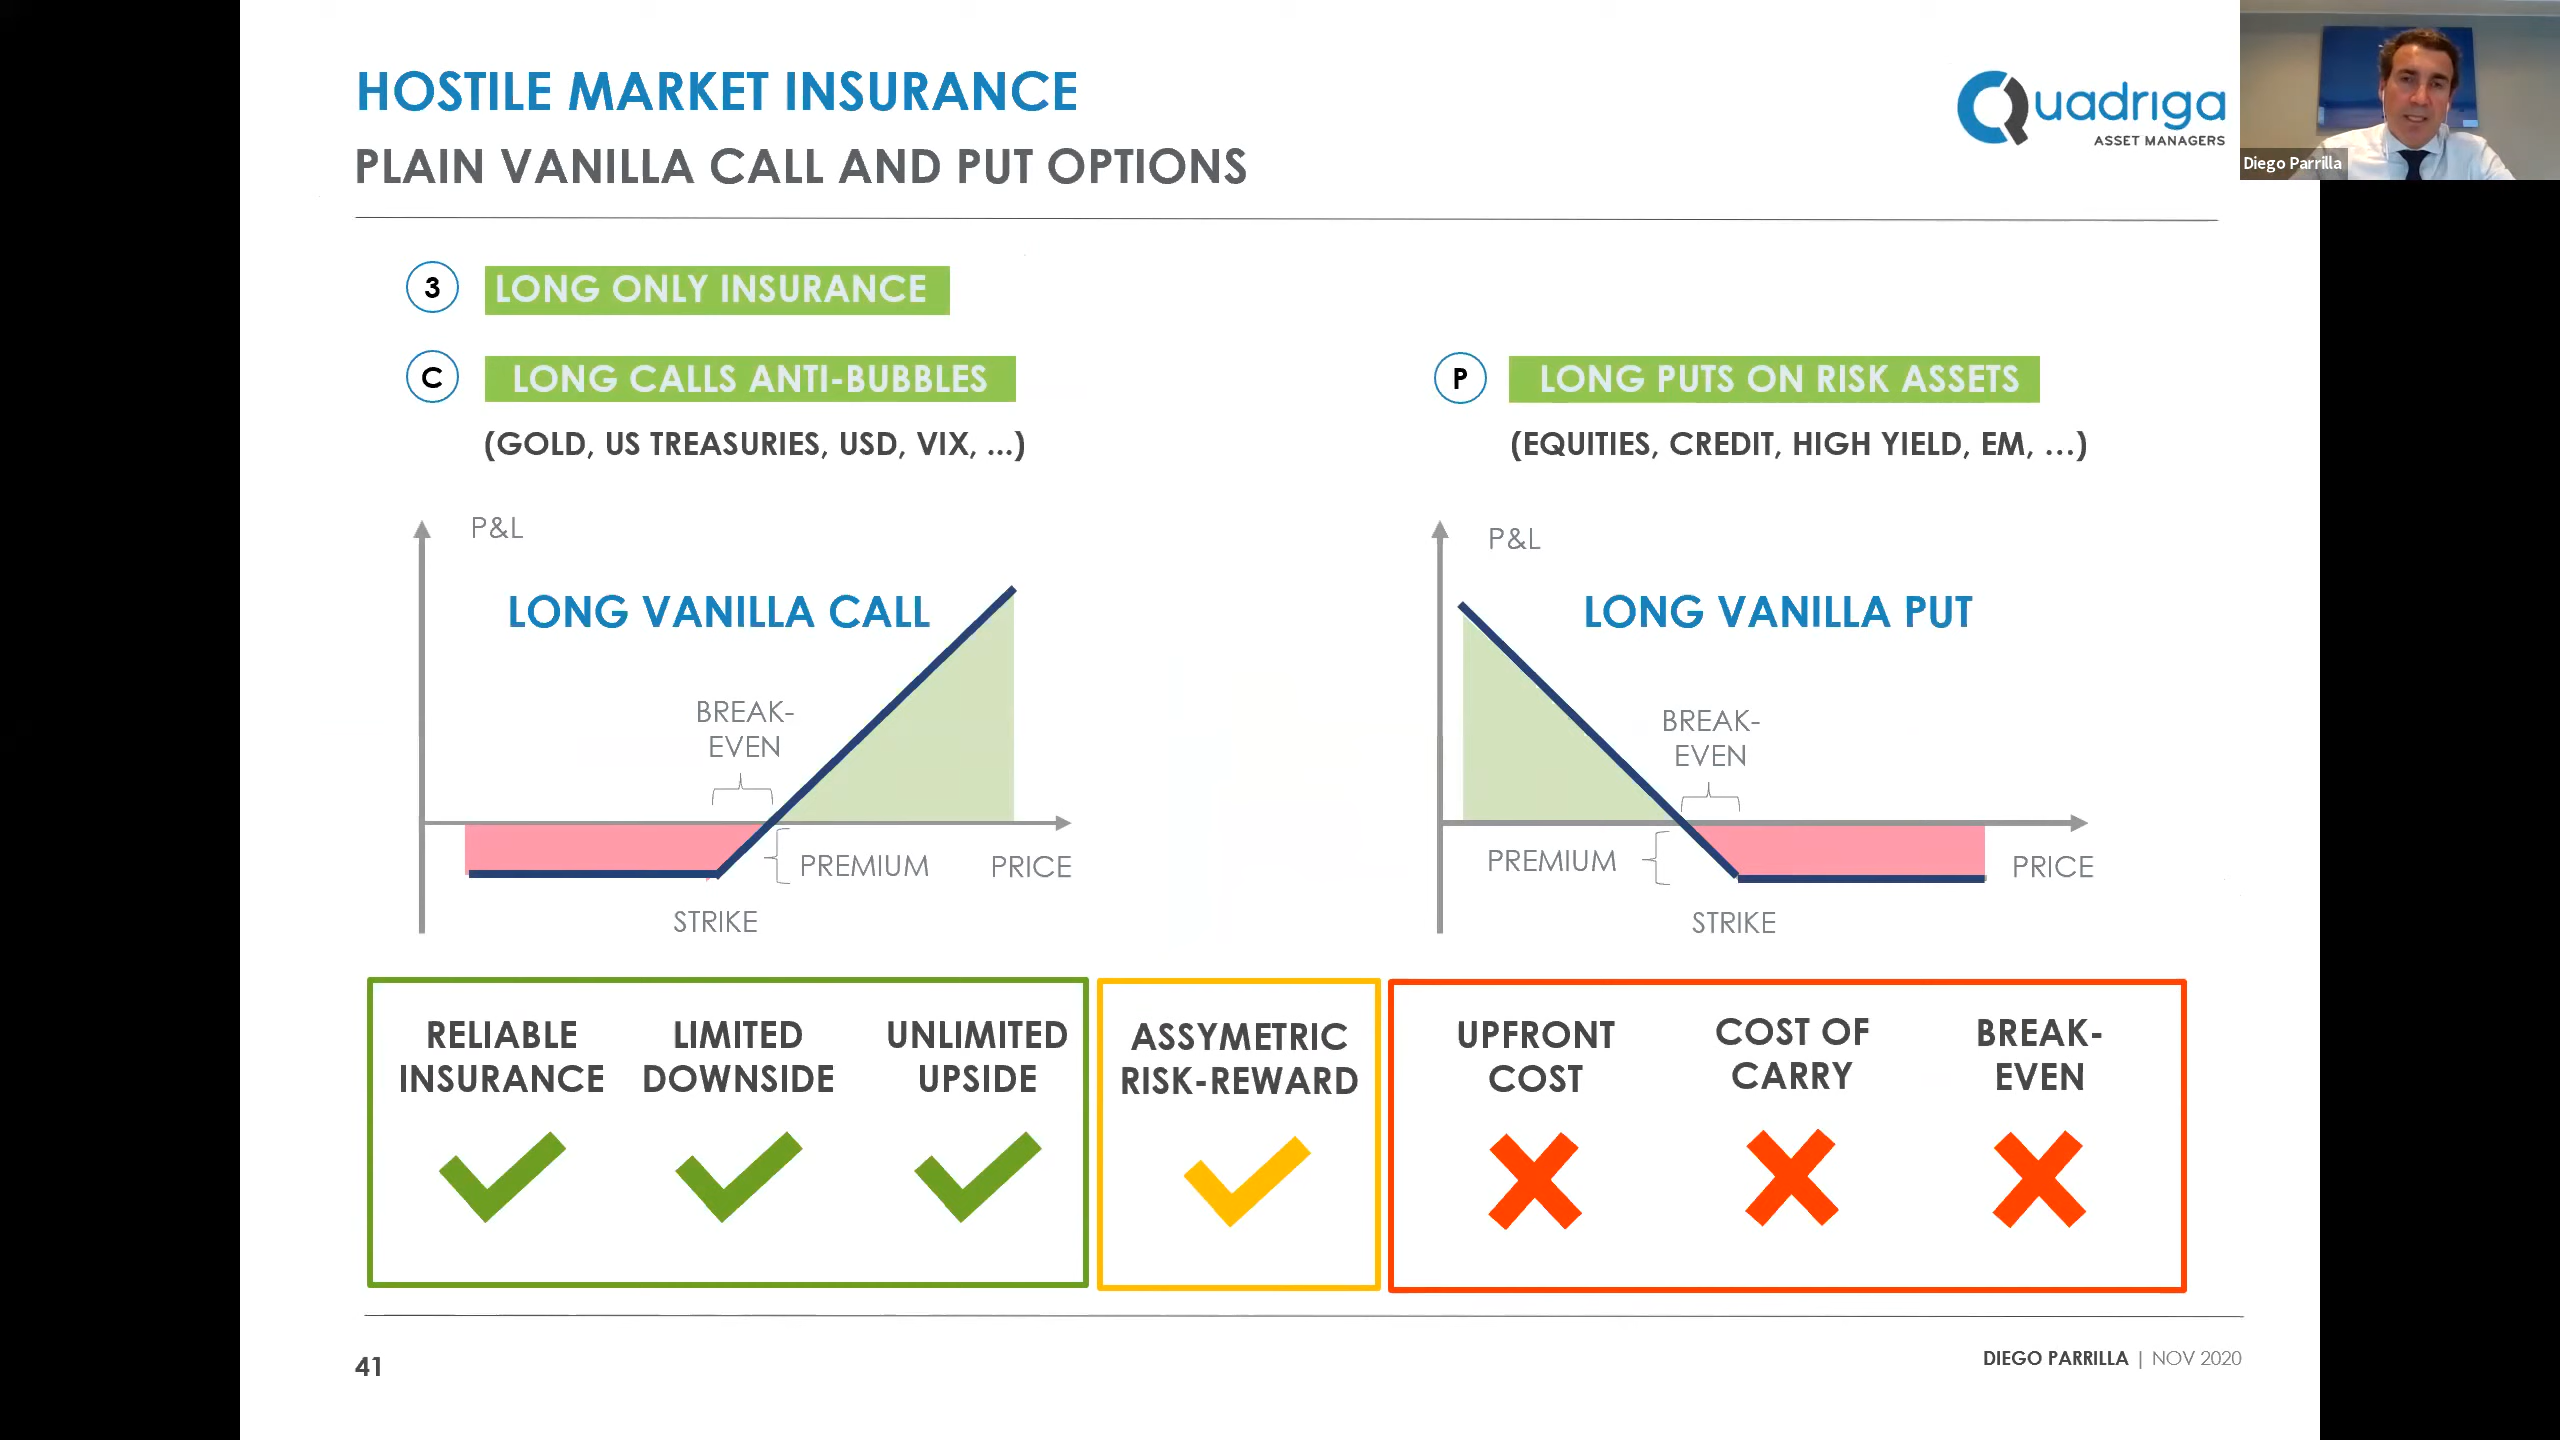 HOSTILE MARKET INSURANCE
PLAIN VANILLA CALL AND PUT OPTIONS
Quadriga
ASSET MANAGERS
Diego Parrilla
3
LONG ONLY INSURANCE
C
LONG CALLS ANTI-BUBBLES
(GOLD, US TREASURIES, USD, VIX, ...)
P
LONG PUTS ON RISK ASSETS
(EQUITIES, CREDIT, HIGH YIELD, EM, ...)
P&L
LONG VANILLA CALL
BREAK-
EVEN
PREMIUM
PRICE
STRIKE
P&L
LONG VANILLA PUT
BREAK-
EVEN
PREMIUM
PRICE
STRIKE
RELIABLE
INSURANCE
LIMITED
DOWNSIDE
UNLIMITED
UPSIDE
ASSYMETRIC
RISK-REWARD
UPFRONT
COST
COST OF
CARRY
BREAK-
EVEN
41
DIEGO PARRILLA | NOV 2020